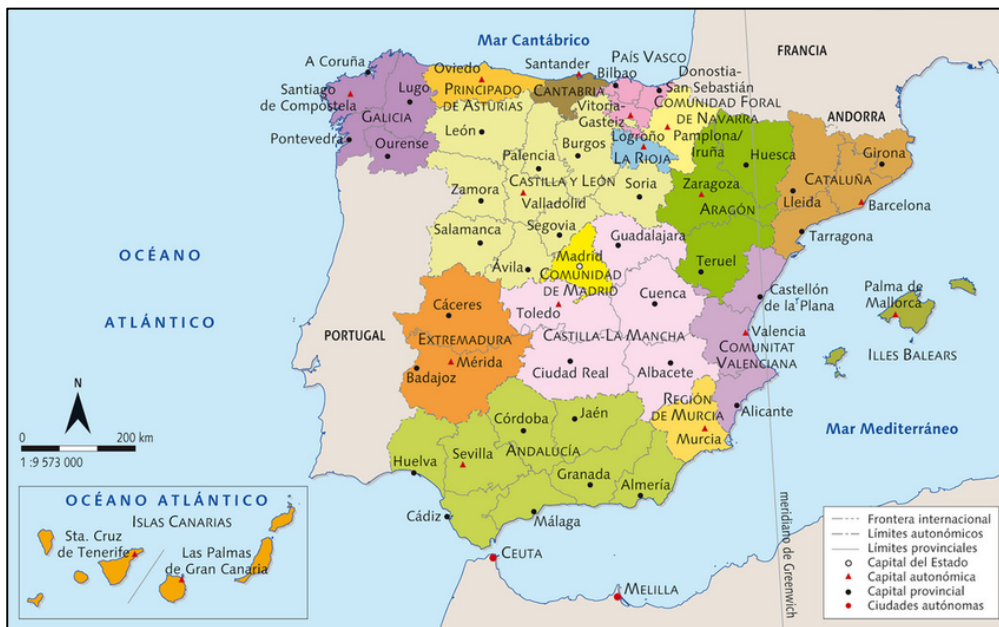 Mar Cantábrico
FRANCIA
A Coruña
Oviedo
Santander
PAÍS VASCO
Bilbao
Donostia-
San Sebastián
Santiago
de Compostela
Lugo
PRINCIPADO
DE ASTURIAS
CANTABRIA
Vitoria-
Gasteiz
COMUNIDAD FORAL
DE NAVARRA
ANDORRA
GALICIA
León
Burgos
Logroño
LA RIOJA
Pamplona/
Iruña
Pontevedra
Ourense
Palencia
Huesca
Girona
CATALUÑA
Zamora
CASTILLA Y LEÓN
Valladolid
Soria
Zaragoza
ARAGÓN
Lleida
Barcelona
Salamanca
Segovia
Guadalajara
Tarragona
OCÉANO
ATLÁNTICO
Ávila
Madrid
COMUNIDAD
DE MADRID
Teruel
Castellón
de la Plana
Palma de
Mallorca
Cáceres
Toledo
Cuenca
PORTUGAL
EXTREMADURA
CASTILLA-LA MANCHA
Valencia
COMUNITAT
VALENCIANA
ILLES BALEARS
Mérida
Badajoz
Ciudad Real
Albacete
N
REGIÓN
DE MURCIA
Alicante
Córdoba
Jaén
Murcia
Mar Mediterráneo
0
200 km
1 :9 573 000
Sevilla
ANDALUCÍA
Huelva
Granada
Almería
Cádiz
Málaga
meridiano de Greenwich
OCÉANO ATLÁNTICO
ISLAS CANARIAS
Sta. Cruz
de Tenerife
Las Palmas
de Gran Canaria
CEUTA
MELILLA
Frontera internacional
Límites autonómicos
Límites provinciales
Capital del Estado
Capital autonómica
Capital provincial
Ciudades autónomas